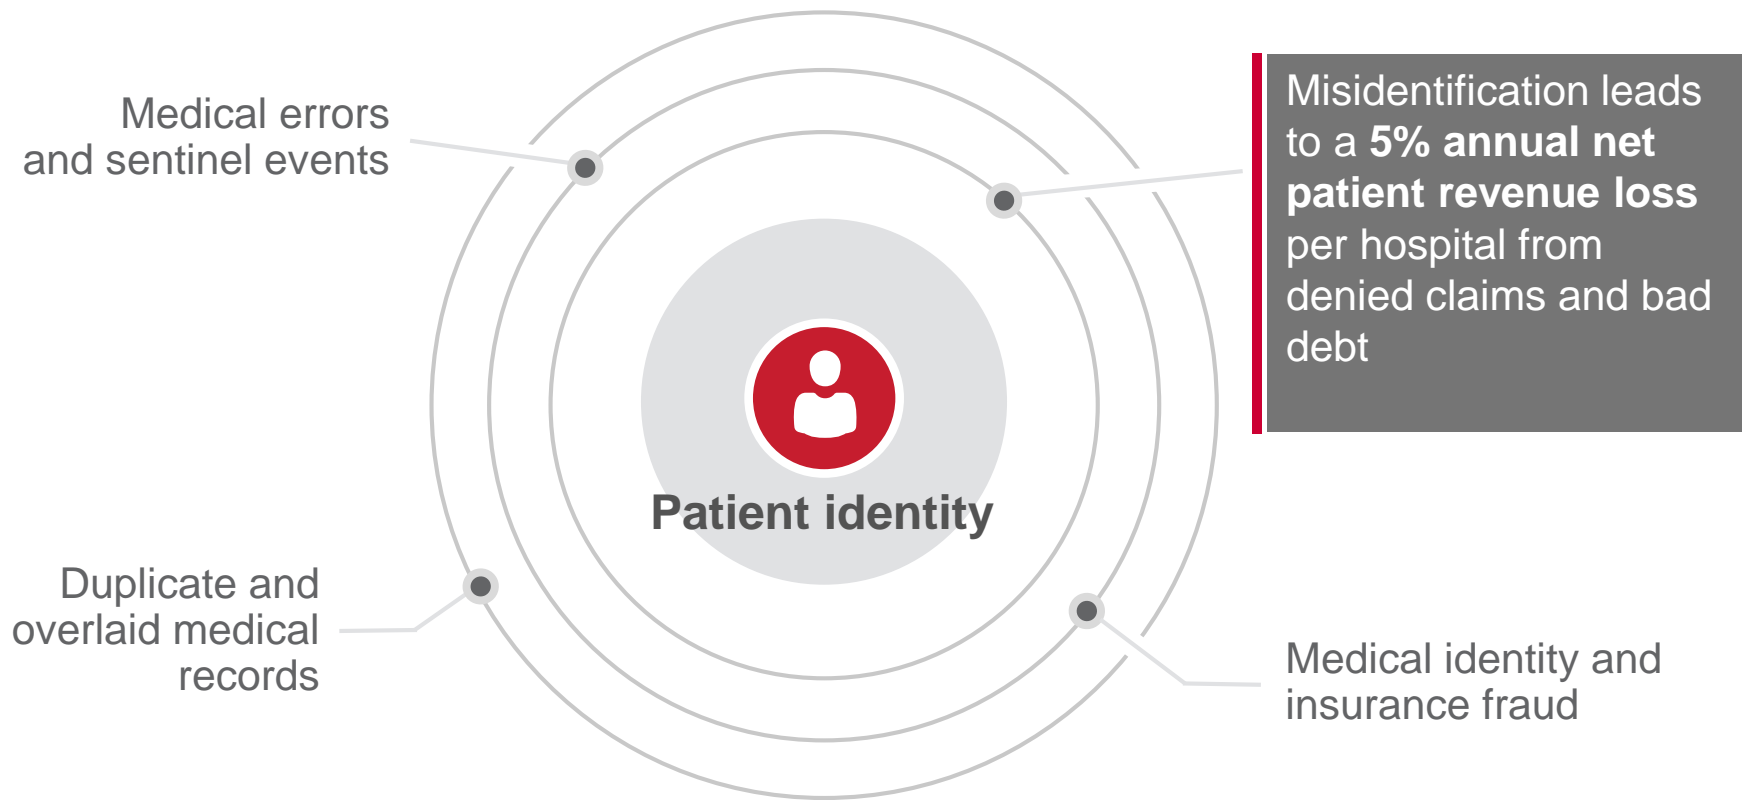 Medical errors
and sentinel events
Misidentification leads
to a 5% annual net
patient revenue loss
per hospital from
denied claims and bad
debt
Patient identity
Duplicate and
overlaid medical
records
Medical identity and
insurance fraud